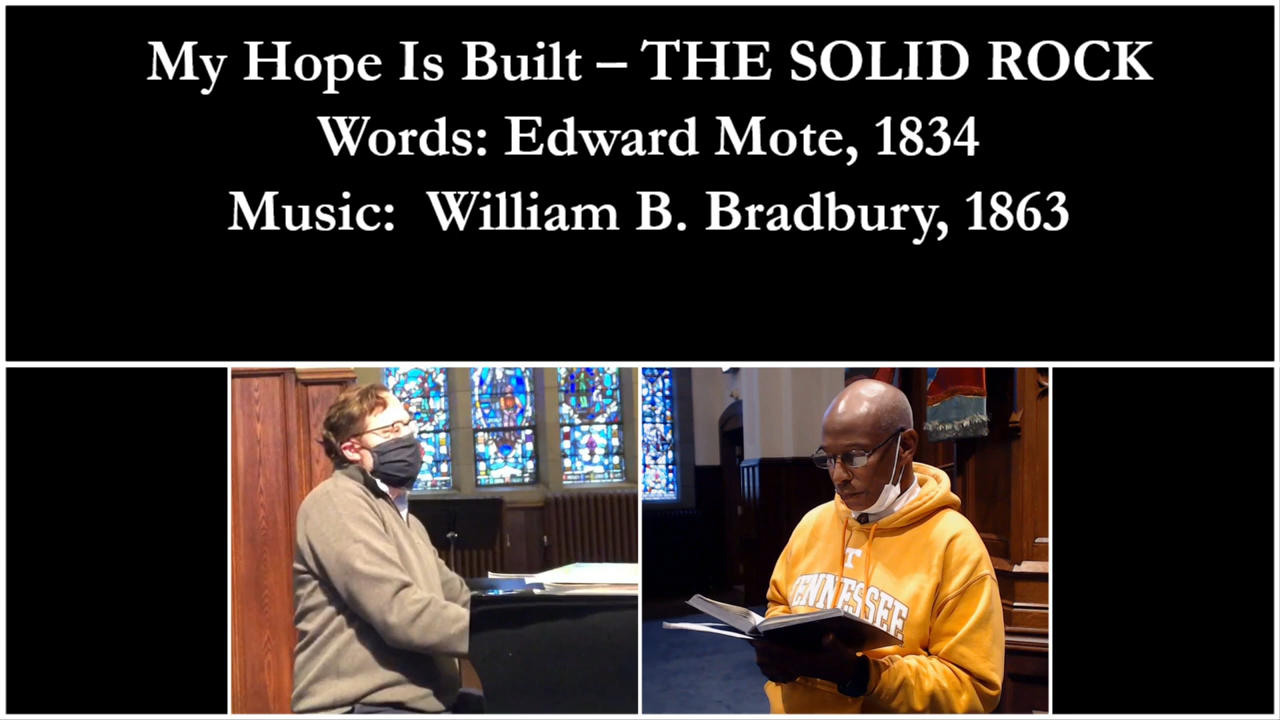 My Hope Is Built – THE SOLID ROCK
Words: Edward Mote, 1834
Music: William B. Bradbury, 1863
T
TENNESSEE